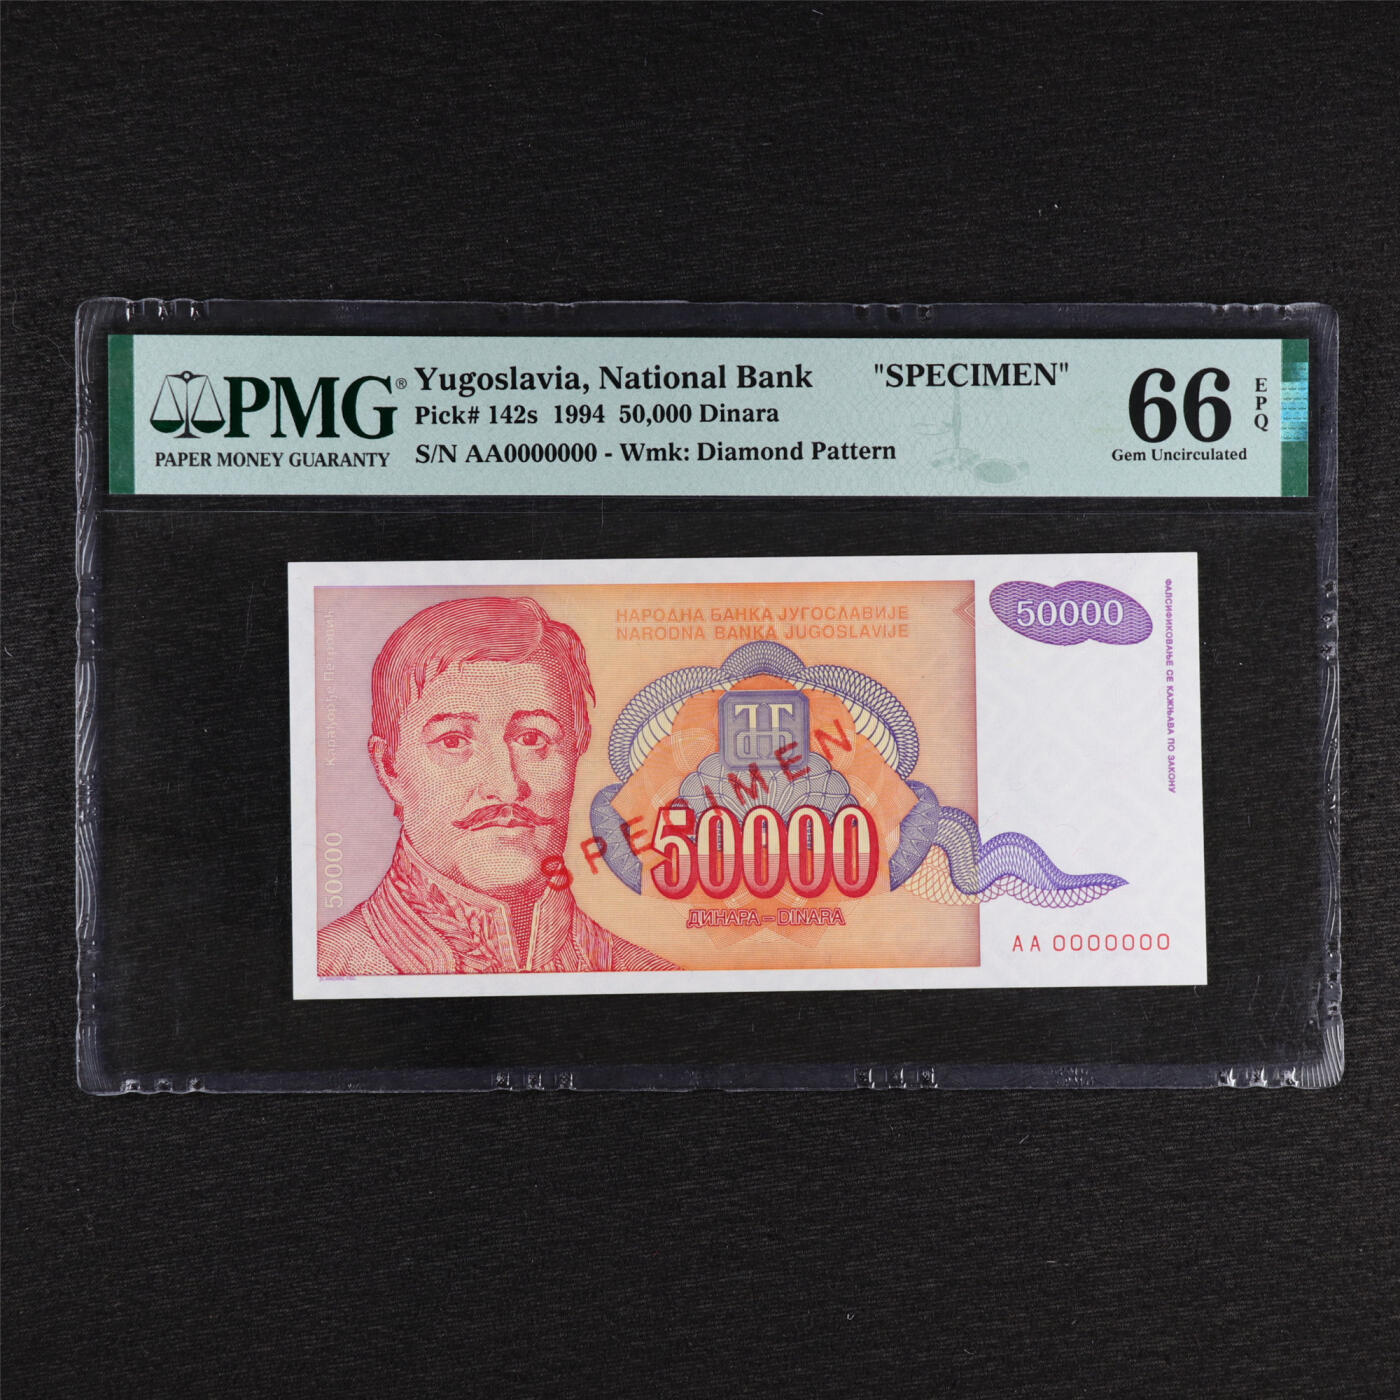 PMG®
PAPER MONEY GUARANTY
Yugoslavia, National Bank "SPECIMEN"
Pick# 142s 1994 50,000 Dinara
S/N AA0000000 - Wmk: Diamond Pattern
66
EPQ
Gem Uncirculated
НАРОДНА БАНКА ЈУГОСЛАВИЈЕ
NARODNA BANKA JUGOSLAVIJE
50000
ФАЛСИФИКОВАЊЕ СЕ КАЖЊАВА ПО ЗАКОНУ
Карађорђе Петровић
50000
SPECIMEN
50000
ДИНАРА – DINARA
AA 0000000